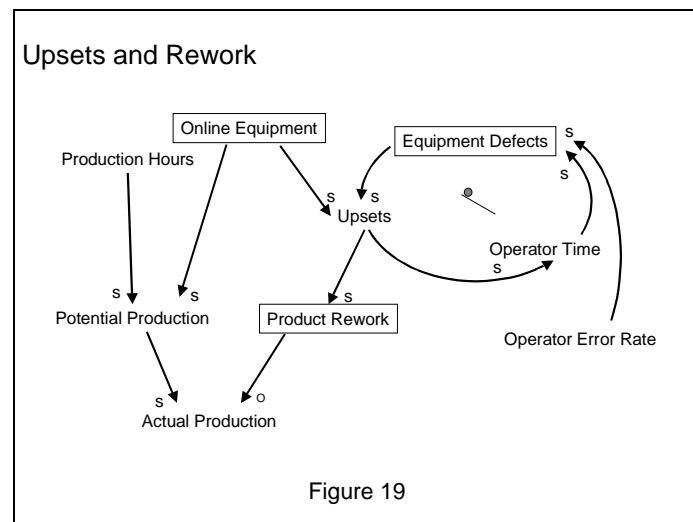 Upsets and Rework
Online Equipment
Equipment Defects
s
Production Hours
s
s
s
Upsets
Operator Time
s
s
s
s
Potential Production
Product Rework
Operator Error Rate
s
o
Actual Production
Figure 19